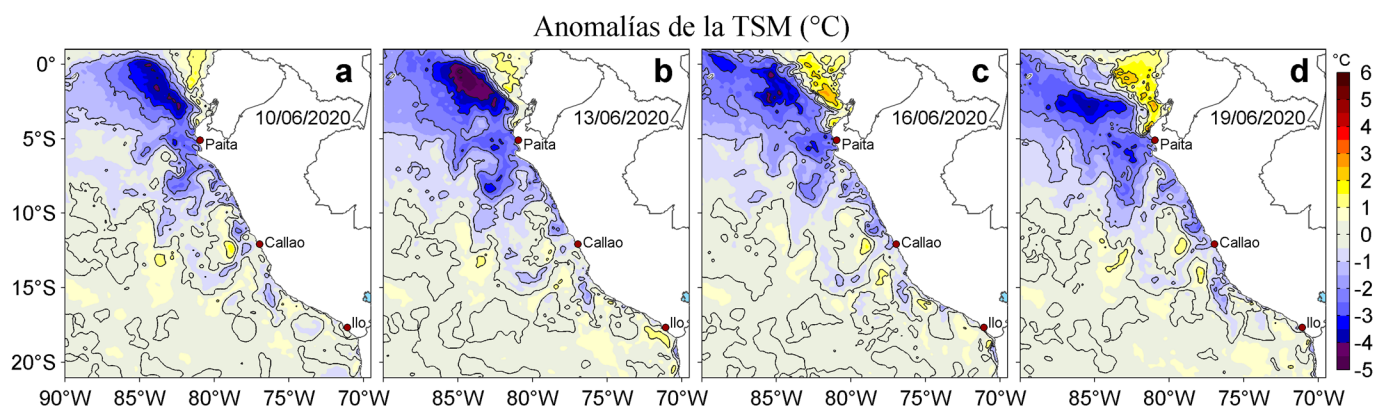 Anomalías de la TSM (°C)
a
10/06/2020
Paita
Callao
Ilo
b
13/06/2020
Paita
Callao
Ilo
c
16/06/2020
Paita
Callao
Ilo
d
19/06/2020
Paita
Callao
Ilo
0°
5°S
10°S
15°S
20°S
90°W 85°W 80°W 75°W 70°W 85°W 80°W 75°W 70°W 85°W 80°W 75°W 70°W 85°W 80°W 75°W 70°W
°C
6
5
4
3
2
1
0
-1
-2
-3
-4
-5